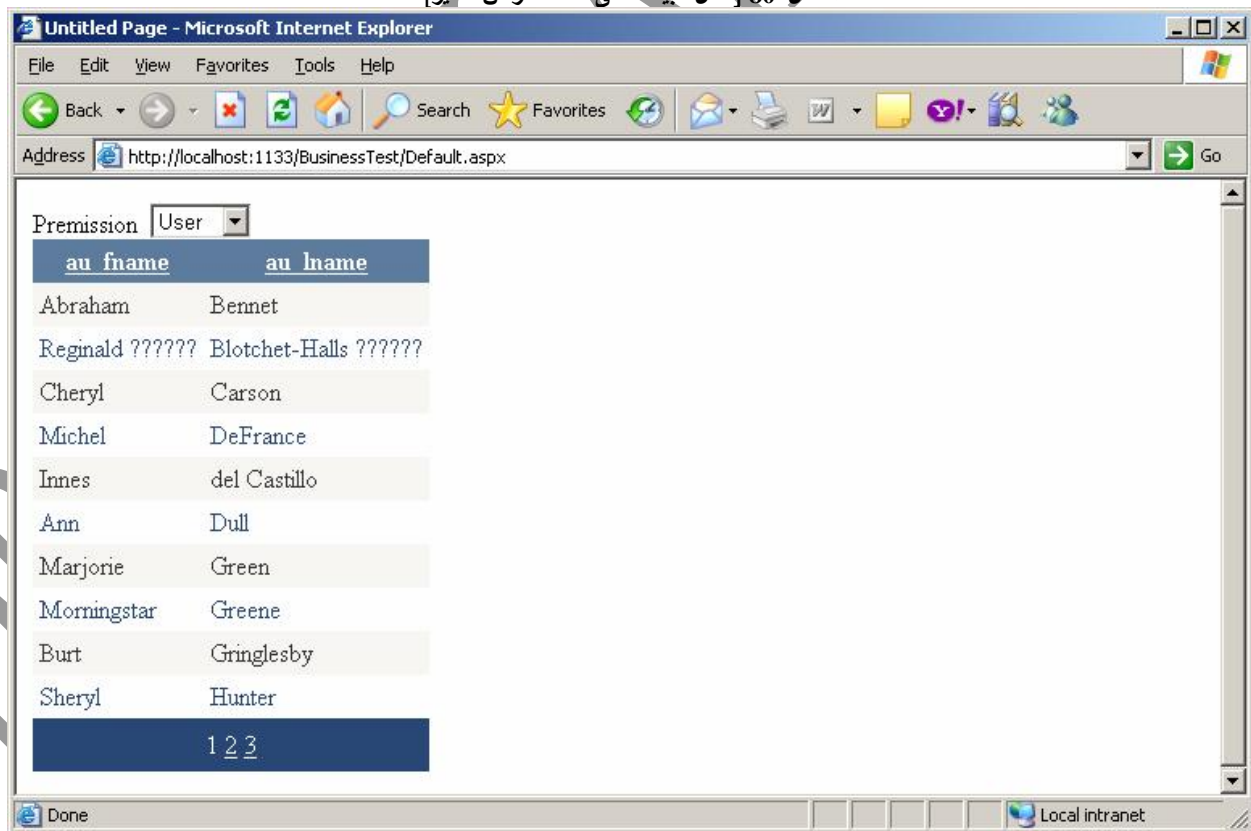 Untitled Page - Microsoft Internet Explorer
File Edit View Favorites Tools Help
Back Search Favorites
Address http://localhost:1133/BusinessTest/Default.aspx Go
Premission User
au_fname au_lname
Abraham Bennet
Reginald ?????? Blotchet-Halls ??????
Cheryl Carson
Michel DeFrance
Innes del Castillo
Ann Dull
Marjorie Green
Morningstar Greene
Burt Gringlesby
Sheryl Hunter
1 2 3
Done Local intranet